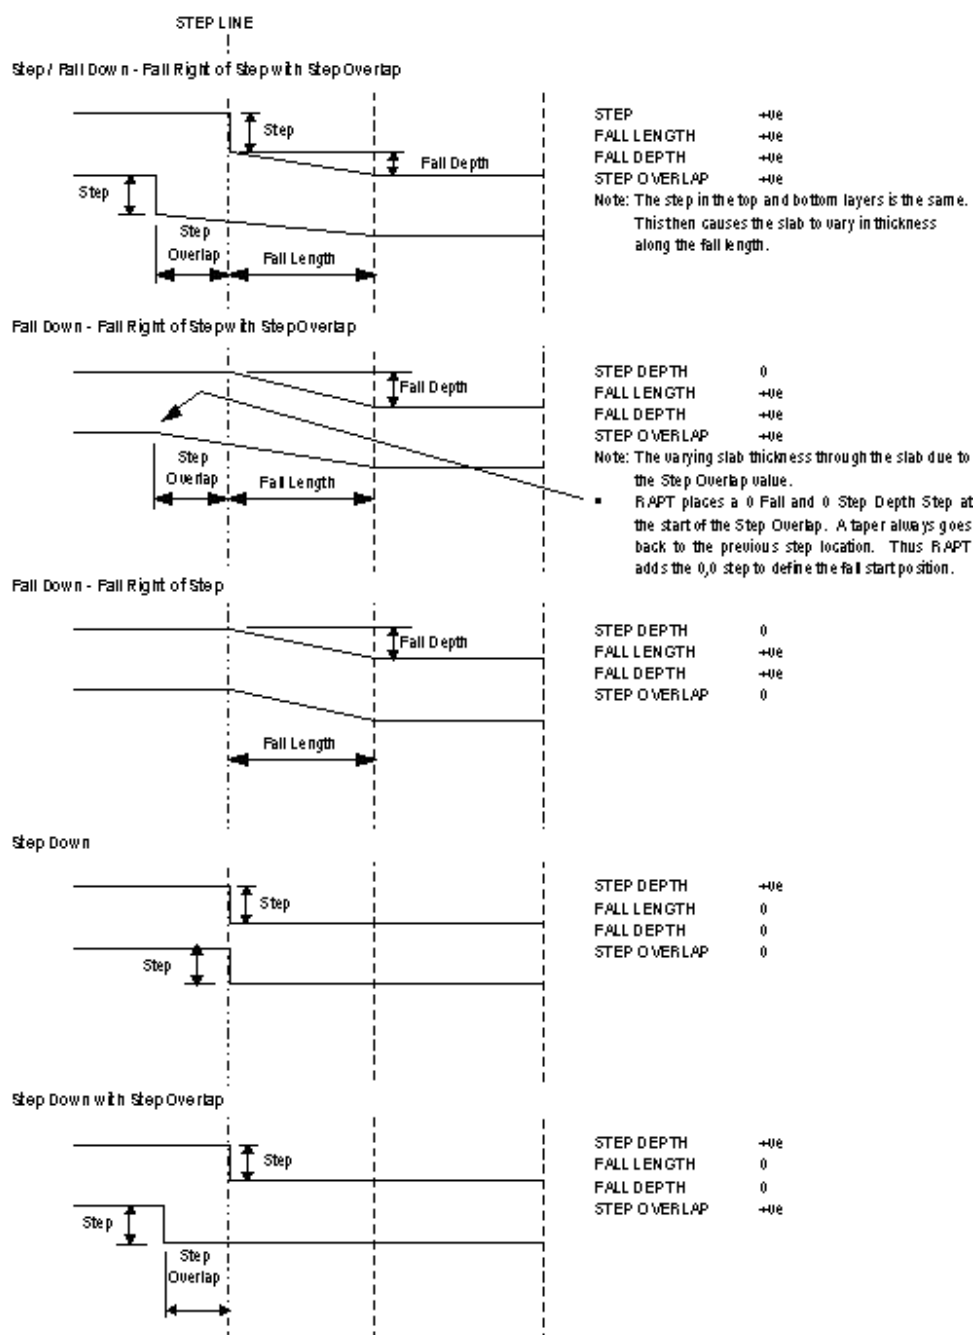 STEP LINE
Step / Fall Down - Fall Right of Step with Step Overlap
Step
Fall Depth
Step
Step
Overlap
Fall Length
STEP +ve
FALL LENGTH +ve
FALL DEPTH +ve
STEP OVERLAP +ve
Note: The step in the top and bottom layers is the same.
This then causes the slab to vary in thickness
along the fall length.
Fall Down - Fall Right of Step with Step Overlap
Fall Depth
Step
Overlap
Fall Length
STEP DEPTH 0
FALL LENGTH +ve
FALL DEPTH +ve
STEP OVERLAP +ve
Note: The varying slab thickness through the slab due to
the Step Overlap value.
▪ RAPT places a 0 Fall and 0 Step Depth Step at
the start of the Step Overlap. A taper always goes
back to the previous step location. Thus RAPT
adds the 0,0 step to define the fall start position.
Fall Down - Fall Right of Step
Fall Depth
Fall Length
STEP DEPTH 0
FALL LENGTH +ve
FALL DEPTH +ve
STEP OVERLAP 0
Step Down
Step
Step
STEP DEPTH +ve
FALL LENGTH 0
FALL DEPTH 0
STEP OVERLAP 0
Step Down with Step Overlap
Step
Step
Step
Overlap
STEP DEPTH +ve
FALL LENGTH 0
FALL DEPTH 0
STEP OVERLAP +ve